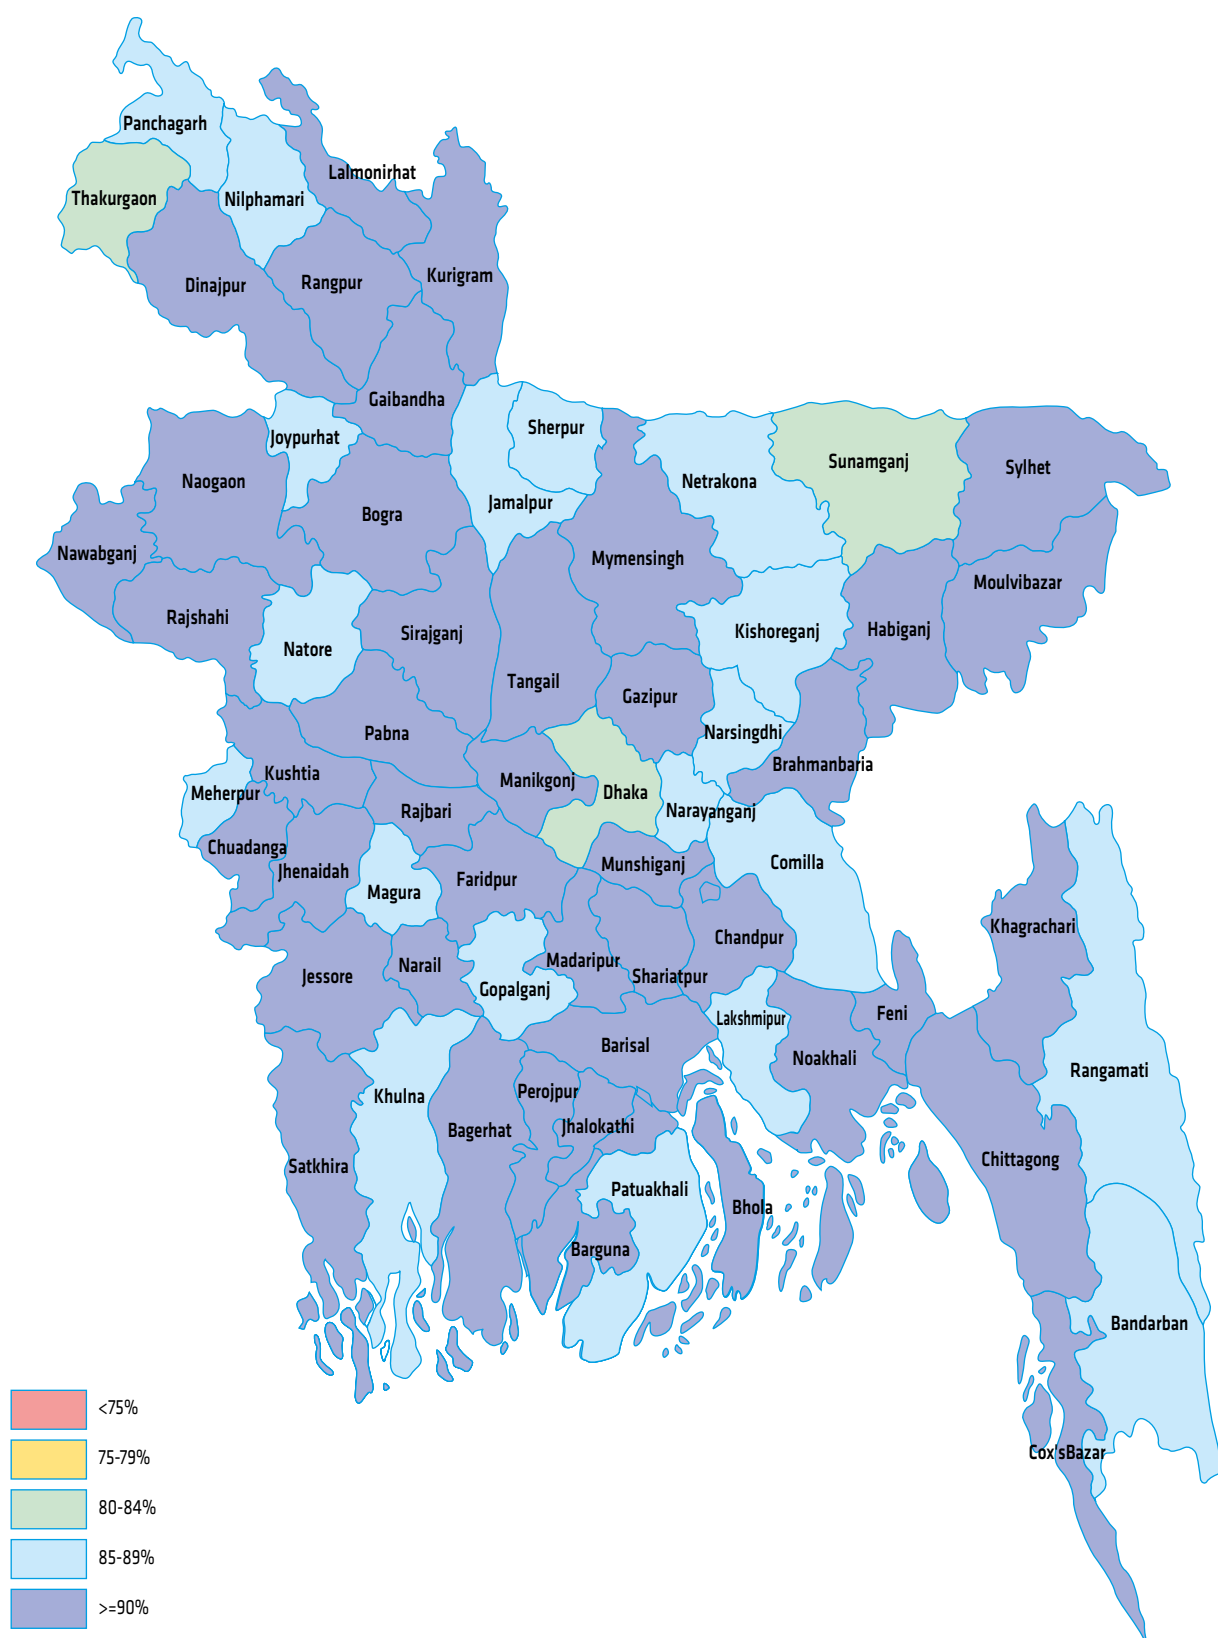 Panchagarh
Lalmonirhat
Thakurgaon
Nilphamari
Kurigram
Rangpur
Dinajpur
Gaibandha
Sherpur
Joypurhat
Sunamganj
Sylhet
Naogaon
Netrakona
Jamalpur
Bogra
Nawabganj
Mymensingh
Moulvibazar
Rajshahi
Habiganj
Kishoreganj
Sirajganj
Natore
Tangail
Gazipur
Narsingdhi
Pabna
Brahmanbaria
Kushtia
Manikgonj
Meherpur
Dhaka
Rajbari
Narayanganj
Chuadanga
Comilla
Munshiganj
Jhenaidah
Faridpur
Magura
Khagrachari
Chandpur
Madaripur
Narail
Jessore
Shariatpur
Gopalganj
Feni
Lakshmipur
Barisal
Noakhali
Rangamati
Perojpur
Khulna
Jhalokathi
Bagerhat
Chittagong
Satkhira
Patuakhali
Bhola
Barguna
Bandarban
Cox'sBazar
<75%
75-79%
80-84%
85-89%
>=90%